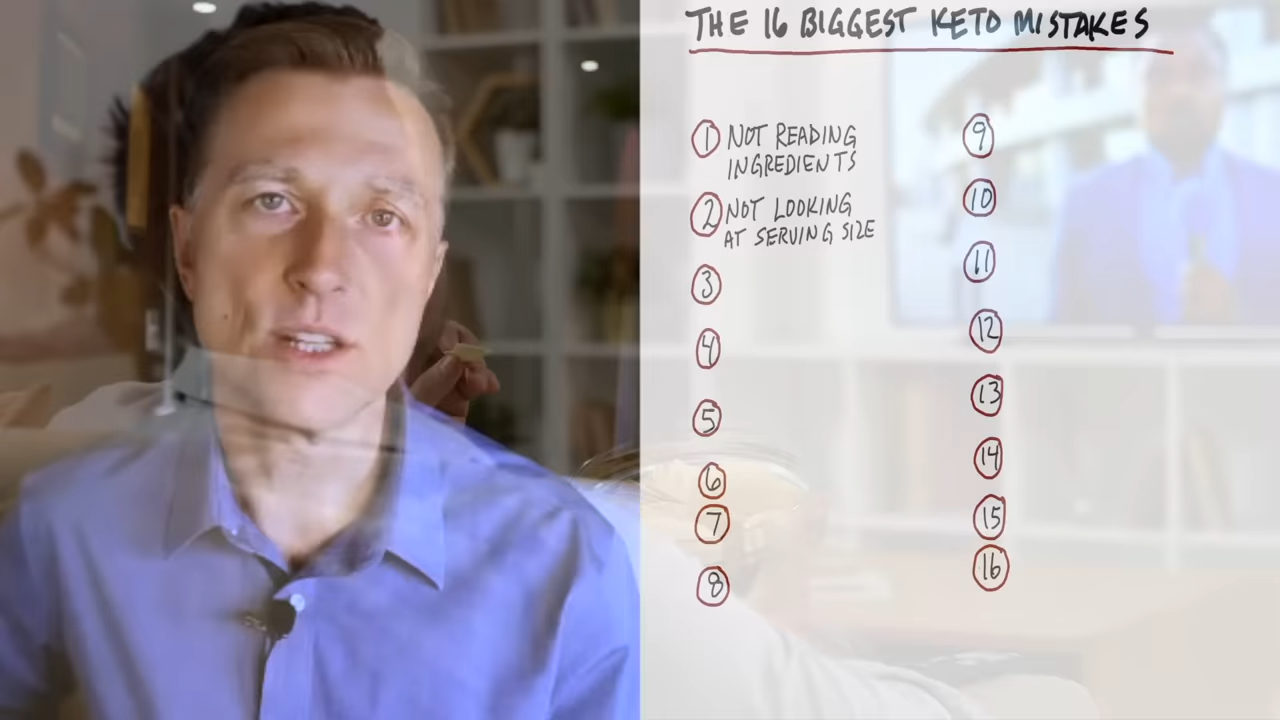 THE 16 BIGGEST KETO MISTAKES
1 NOT READING
INGREDIENTS
2 NOT LOOKING
AT SERVING SIZE
3
4
5
6
7
8
9
10
11
12
13
14
15
16